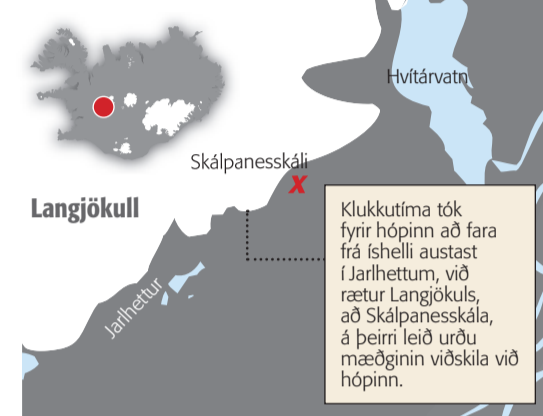 Hvítárvatn
Skálpanesskáli
X
Langjökull
Jarlhettur
Klukkutíma tók
fyrir hópinn að fara
frá íshelli austast
í Jarlhettum, við
rætur Langjökuls,
að Skálpanesskála,
á þeirri leið urðu
mæðginin viðskila við
hópinn.